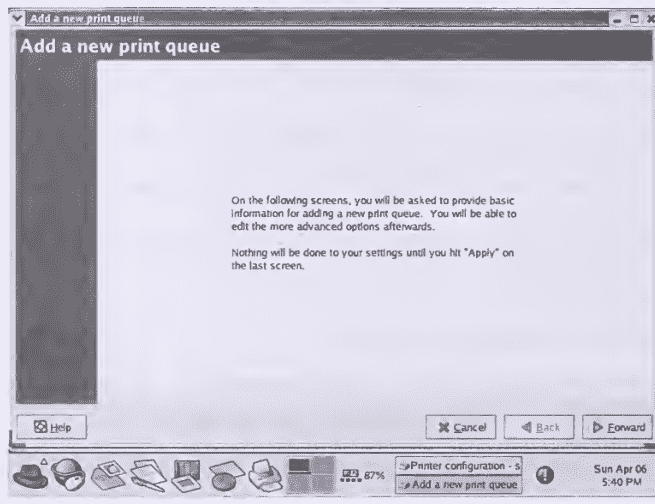 Add a new print queue
Add a new print queue
On the following screens, you will be asked to provide basic
information for adding a new print queue. You will be able to
edit the more advanced options afterwards.
Nothing will be done to your settings until you hit "Apply" on
the last screen.
Help
Cancel
Back
Forward
87%
Printer configuration - s
Add a new print queue
Sun Apr 06
5:40 PM